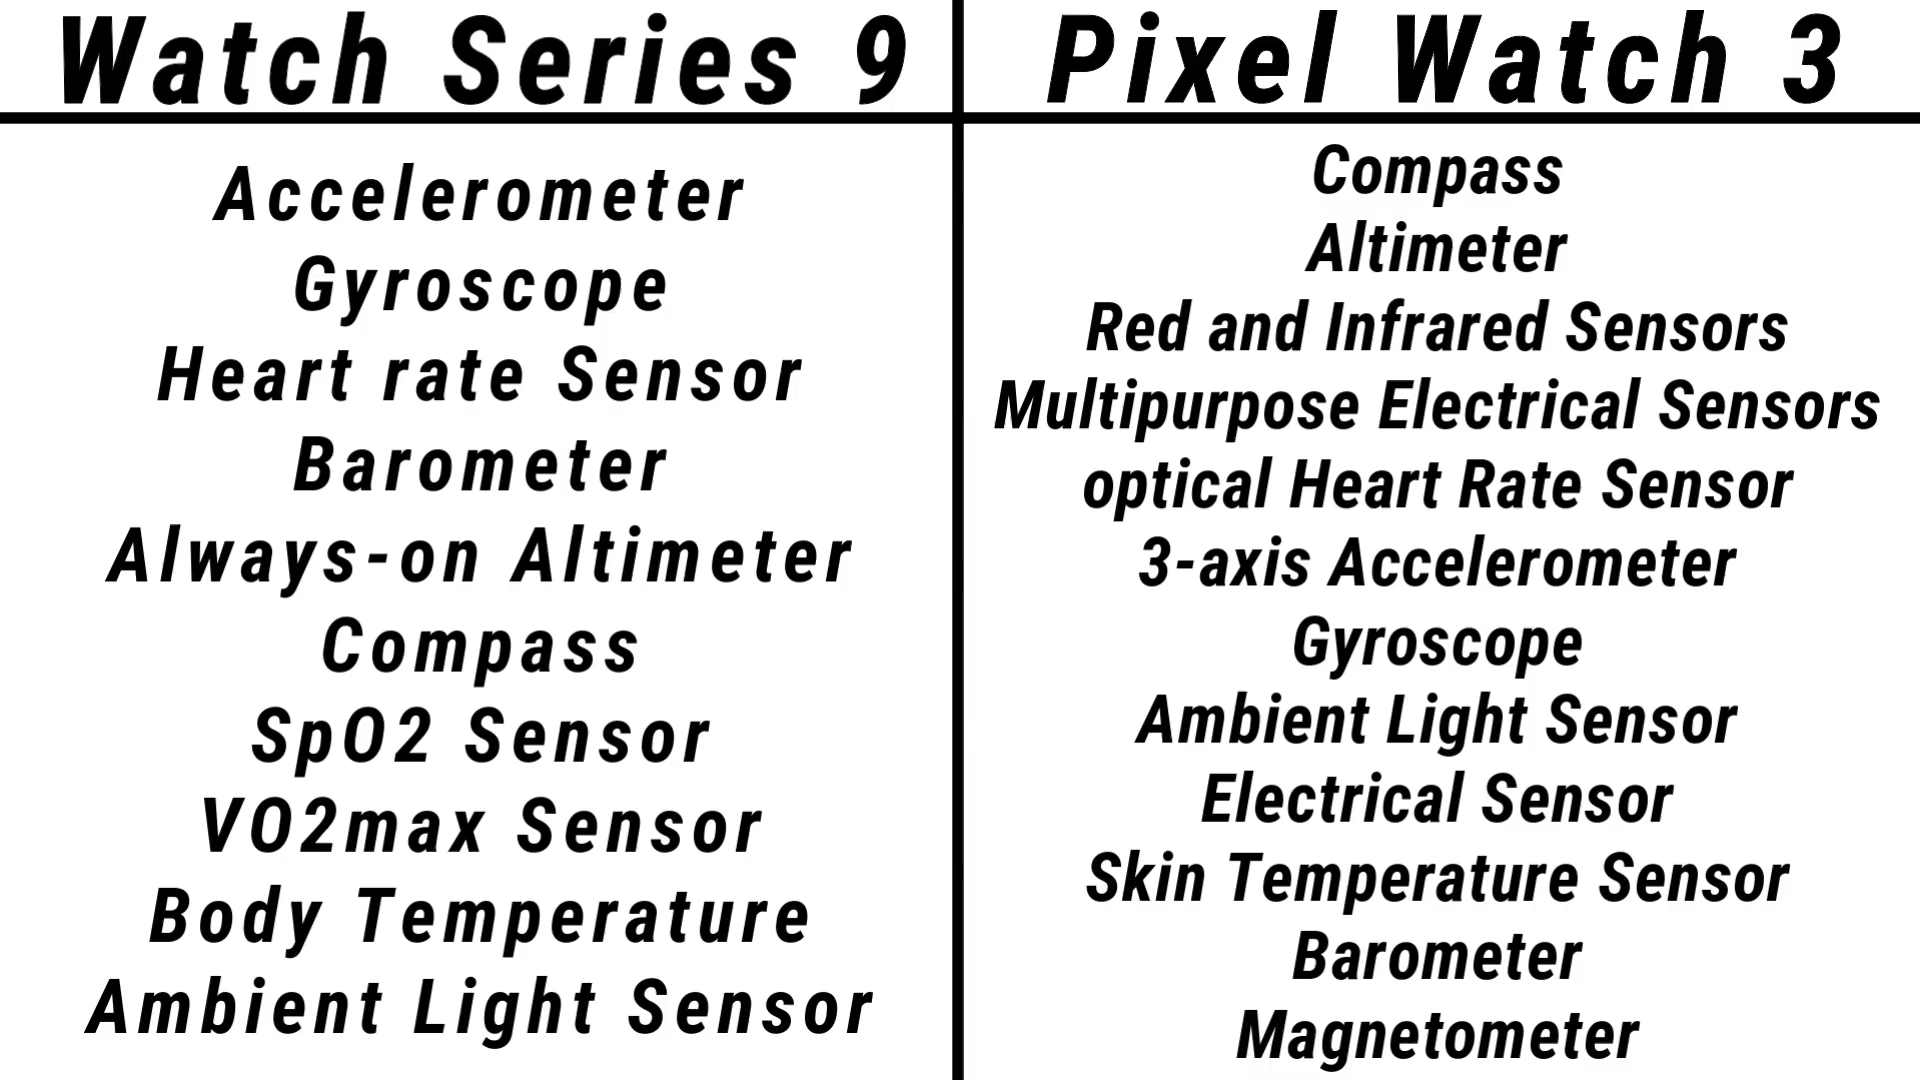 Watch Series 9
Accelerometer
Gyroscope
Heart rate Sensor
Barometer
Always-on Altimeter
Compass
SpO2 Sensor
VO2max Sensor
Body Temperature
Ambient Light Sensor
Pixel Watch 3
Compass
Altimeter
Red and Infrared Sensors
Multipurpose Electrical Sensors
optical Heart Rate Sensor
3-axis Accelerometer
Gyroscope
Ambient Light Sensor
Electrical Sensor
Skin Temperature Sensor
Barometer
Magnetometer